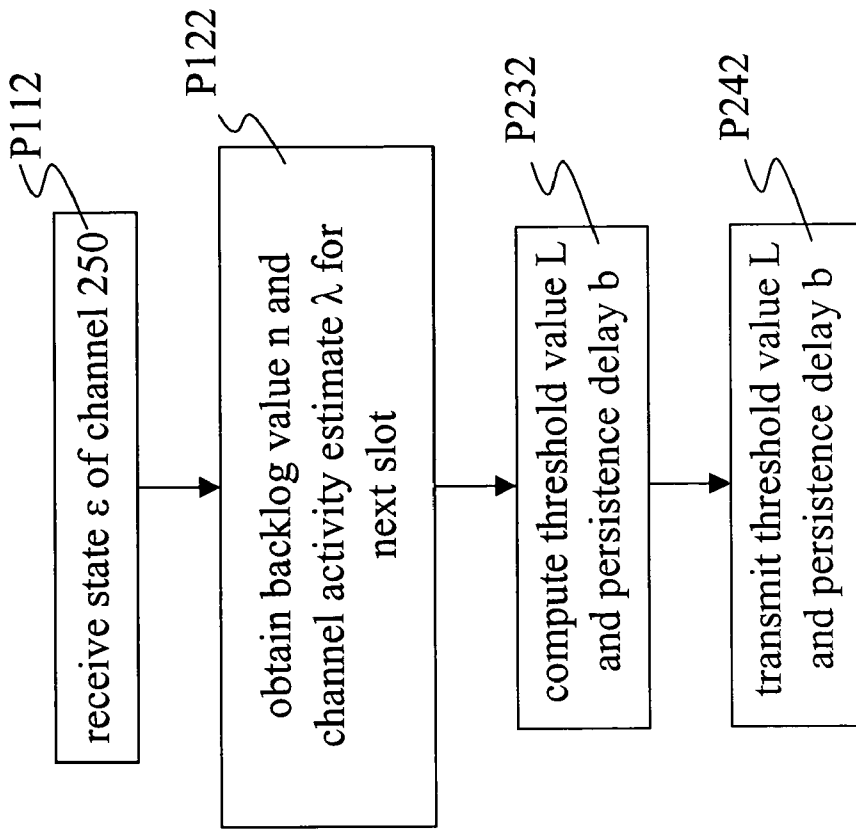 P112
receive state ε of channel 250
P122
obtain backlog value n and
channel activity estimate λ for
next slot
P232
compute threshold value L
and persistence delay b
P242
transmit threshold value L
and persistence delay b